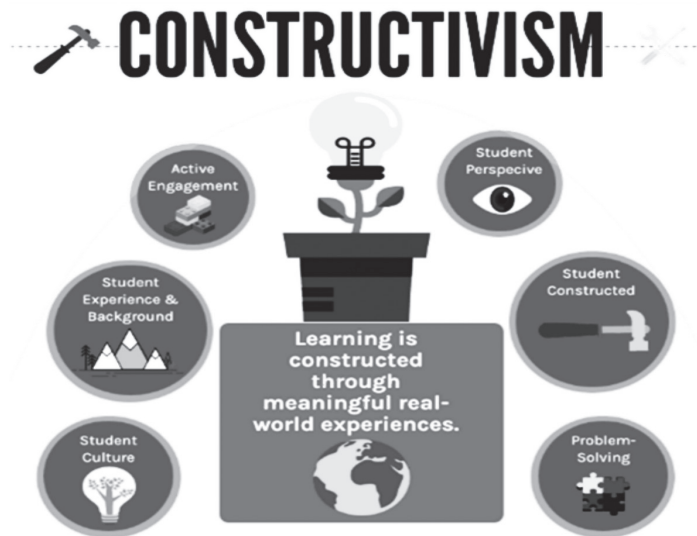 CONSTRUCTIVISM
Active
Engagement
Student
Perspecive
Student
Experience &
Background
Student
Constructed
Learning is
constructed
through
meaningful real-
world experiences.
Student
Culture
Problem-
Solving